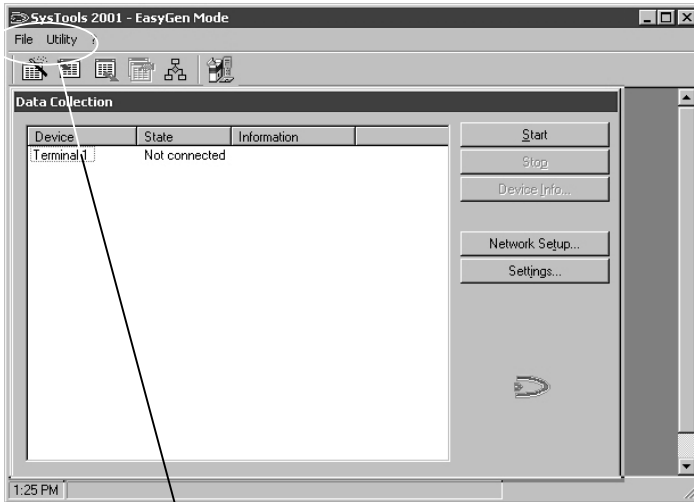 SysTools 2001 - EasyGen Mode
File Utility
Data Collection
Device State Information
Terminal 1 Not connected
Start
Stop
Device Info...
Network Setup...
Settings...
1:25 PM